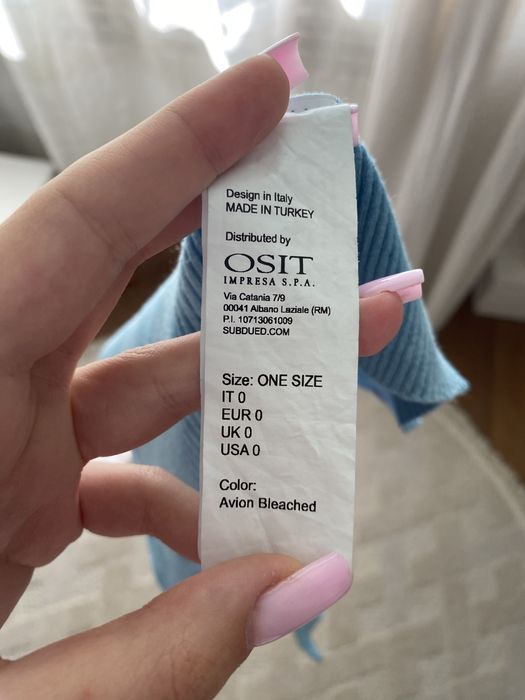 Design in Italy
MADE IN TURKEY
Distributed by
OSIT
IMPRESA S.P.A.
Via Catania 7/9
00041 Albano Laziale (RM)
P.I. 10713061009
SUBDUED.COM
Size: ONE SIZE
IT 0
EUR 0
UK 0
USA 0
Color:
Avion Bleached